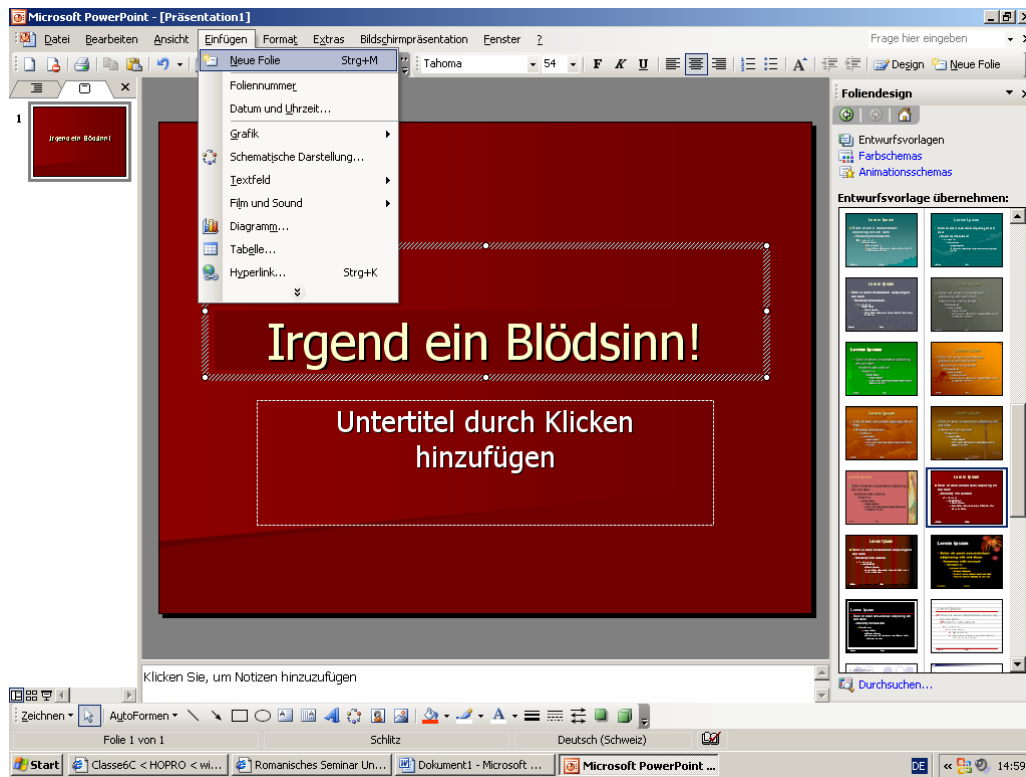 Microsoft PowerPoint - [Präsentation1]
Datei Bearbeiten Ansicht Einfügen Format Extras Bildschirmpräsentation Fenster ? Frage hier eingeben
Tahoma 54 F K U Design Neue Folie
Neue Folie Strg+M
Foliennummer
Datum und Uhrzeit...
Grafik
Schematische Darstellung...
Textfeld
Film und Sound
Diagramm...
Tabelle...
Hyperlink... Strg+K
1
Irgend ein Blödsinn!
Irgend ein Blödsinn!
Untertitel durch Klicken
hinzufügen
Foliendesign
Entwurfsvorlagen
Farbschemas
Animationsschemas
Entwurfsvorlage übernehmen:
Durchsuchen...
Klicken Sie, um Notizen hinzuzufügen
Zeichnen AutoFormen
Folie 1 von 1 Schlitz Deutsch (Schweiz)
Start Classe6C < HOPRO < wi... Romanisches Seminar Un... Dokument1 - Microsoft ... Microsoft PowerPoint ... DE « 14:59